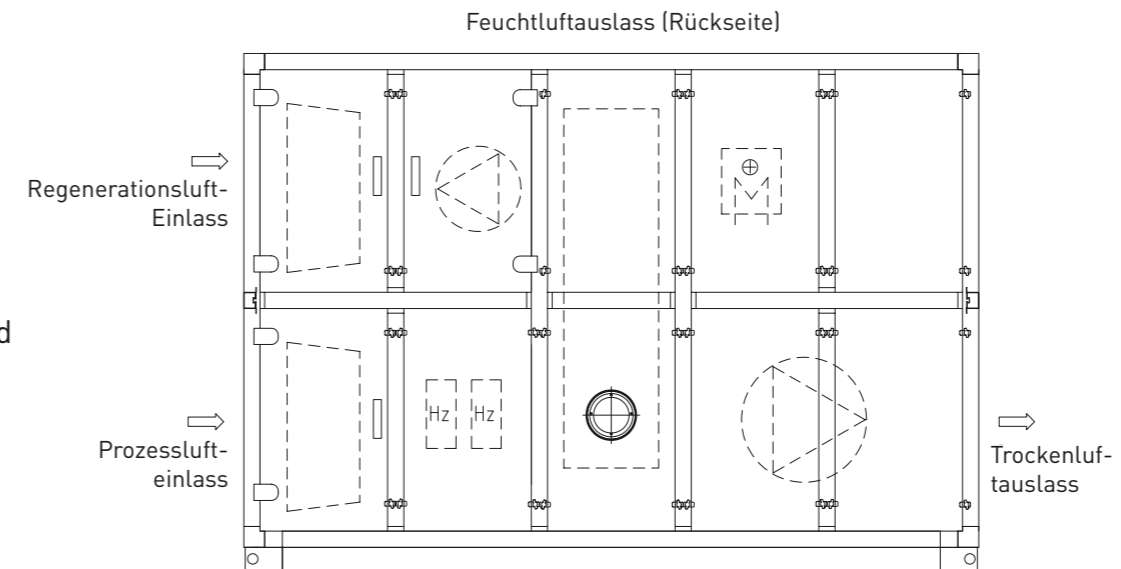 Feuchtluftauslass (Rückseite)
Regenerationsluft-
Einlass
d
Hz Hz
Prozessluft-
einlass
Trockenluf-
tauslass